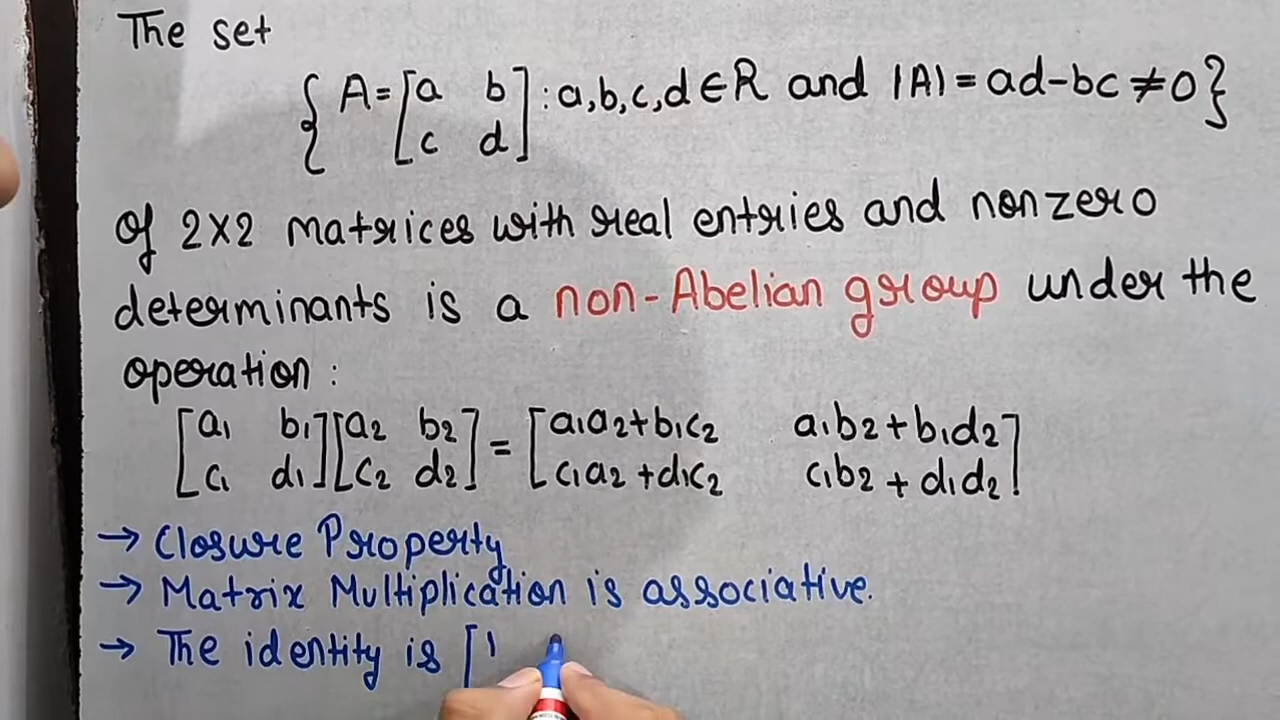 The set
{ A = [ a b : a, b, c, d ∈ R and |A| = ad-bc ≠ 0 }
c d ]
of 2×2 matrices with real entries and nonzero
determinants is a non-Abelian group under the
operation :
[ a₁ b₁ ] [ a₂ b₂ ] = [ a₁a₂+b₁c₂ a₁b₂+b₁d₂ ]
c₁ d₁ c₂ d₂ c₁a₂+d₁c₂ c₁b₂+d₁d₂
→ Closure Property
→ Matrix Multiplication is associative.
→ The identity is [ 1